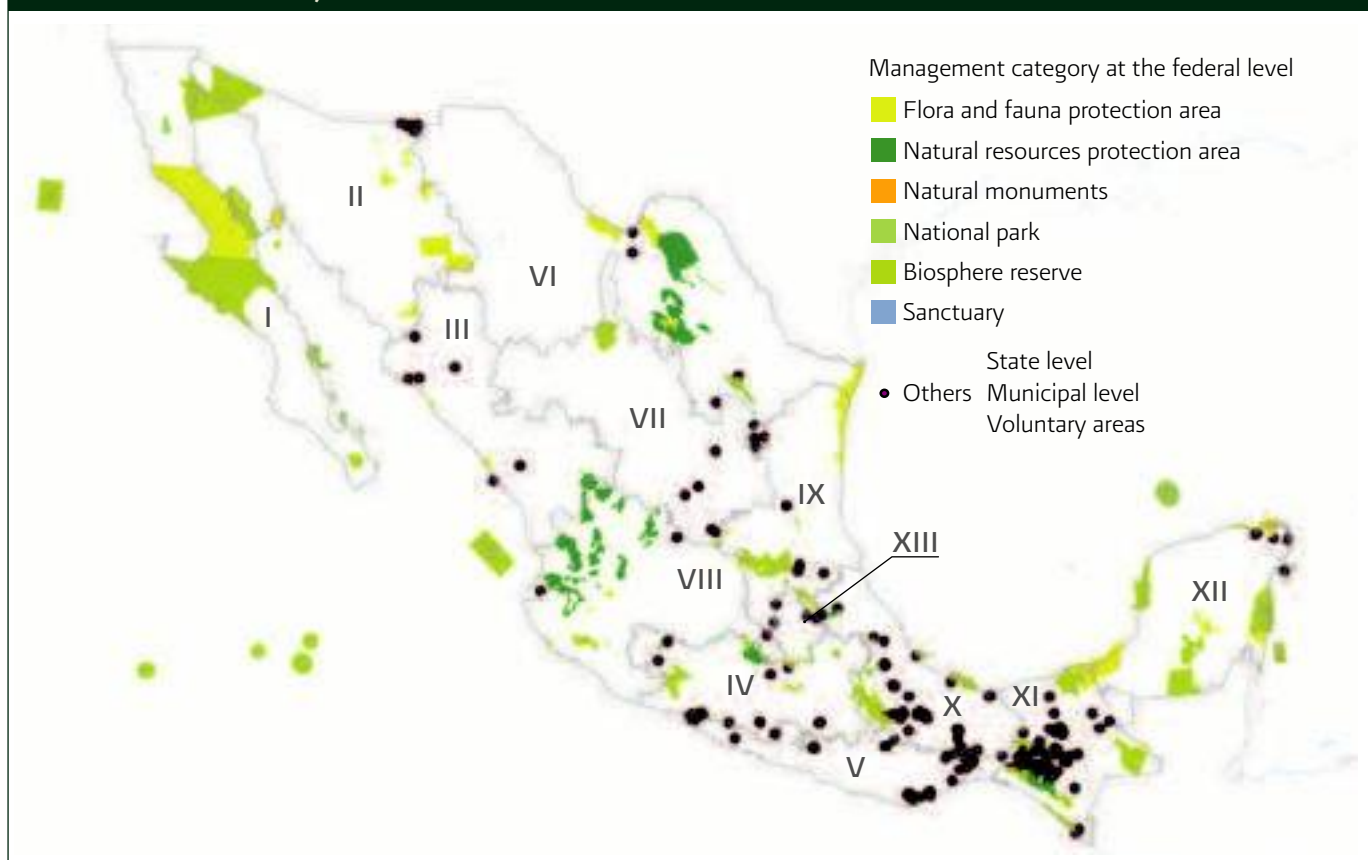 Management category at the federal level
Flora and fauna protection area
Natural resources protection area
Natural monuments
National park
Biosphere reserve
Sanctuary
State level
Others Municipal level
Voluntary areas
I
II
III
IV
V
VI
VII
VIII
IX
X
XI
XII
XIII